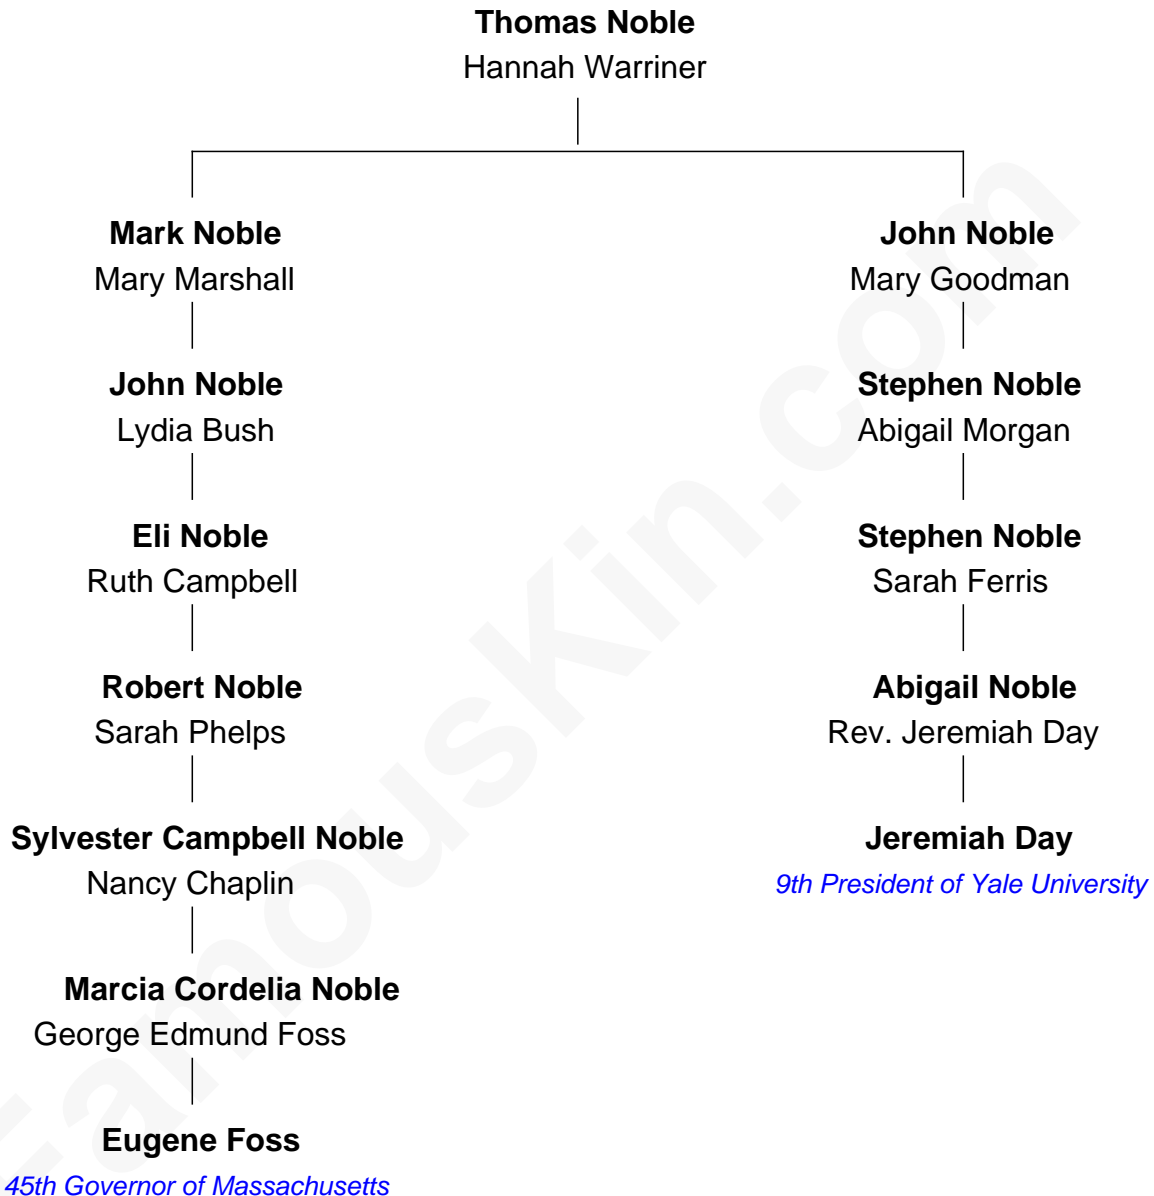 Thomas Noble
Hannah Warriner
Mark Noble
Mary Marshall
John Noble
Lydia Bush
Eli Noble
Ruth Campbell
Robert Noble
Sarah Phelps
Sylvester Campbell Noble
Nancy Chaplin
Marcia Cordelia Noble
George Edmund Foss
Eugene Foss
45th Governor of Massachusetts
John Noble
Mary Goodman
Stephen Noble
Abigail Morgan
Stephen Noble
Sarah Ferris
Abigail Noble
Rev. Jeremiah Day
Jeremiah Day
9th President of Yale University
FamousKin.com